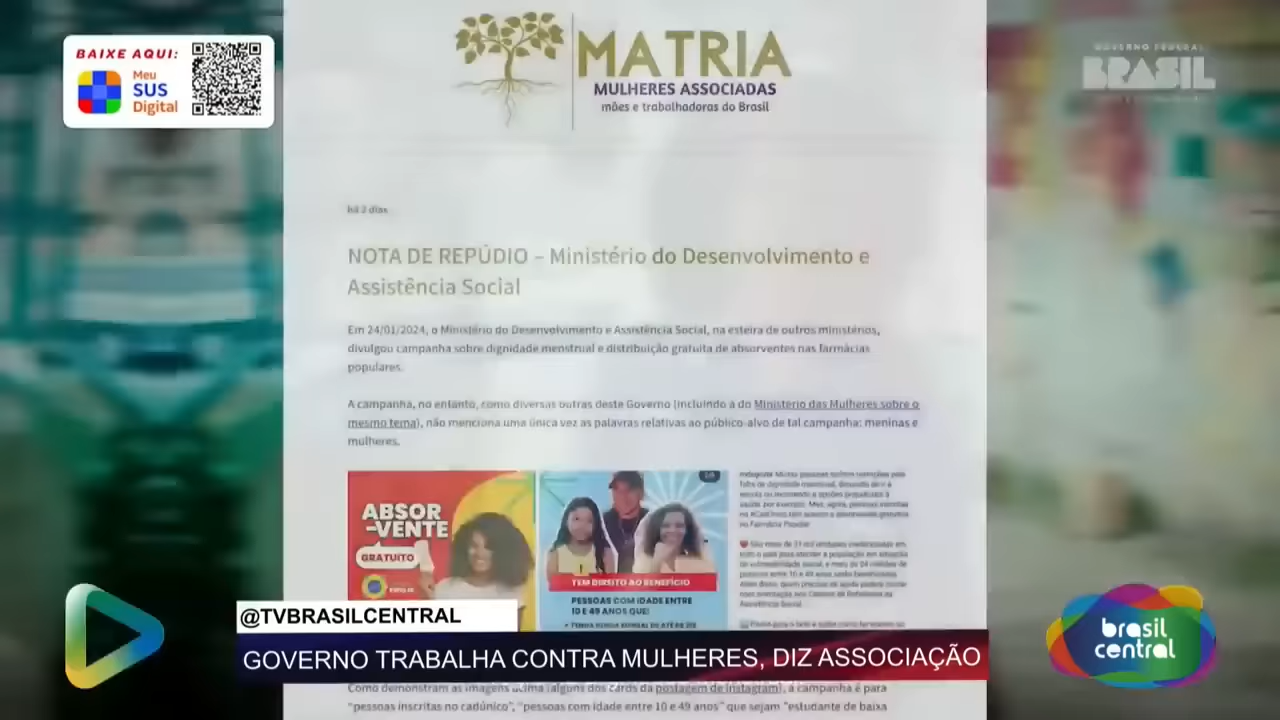 BAIXE AQUI:
Meu
SUS
Digital
MATRIA
MULHERES ASSOCIADAS
mães e trabalhadoras do Brasil
GOVERNO FEDERAL
BRASIL
há 2 dias
NOTA DE REPÚDIO – Ministério do Desenvolvimento e
Assistência Social
Em 24/01/2024, o Ministério do Desenvolvimento e Assistência Social, na esteira de outros ministérios,
divulgou campanha sobre dignidade menstrual e distribuição gratuita de absorventes nas farmácias
populares.
A campanha, no entanto, como diversas outras deste Governo (incluindo a do Ministério das Mulheres sobre o
mesmo tema), não menciona uma única vez as palavras relativas ao público-alvo de tal campanha: meninas e
mulheres.
ABSOR
-VENTE
GRATUITO
TEM DIREITO AO BENEFÍCIO
PESSOAS COM IDADE ENTRE
10 E 49 ANOS QUE:
@TVBRASILCENTRAL
GOVERNO TRABALHA CONTRA MULHERES, DIZ ASSOCIAÇÃO
brasil
central
Como demonstram as imagens acima (alguns dos cards da postagem de Instagram), a campanha é para
"pessoas inscritas no cadúnico", "pessoas com idade entre 10 e 49 anos" que sejam "estudante de baixa